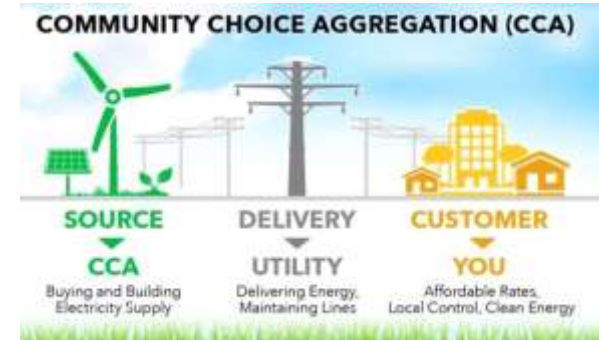 COMMUNITY CHOICE AGGREGATION (CCA)
SOURCE
CCA
Buying and Building
Electricity Supply
DELIVERY
UTILITY
Delivering Energy,
Maintaining Lines
CUSTOMER
YOU
Affordable Rates,
Local Control, Clean Energy